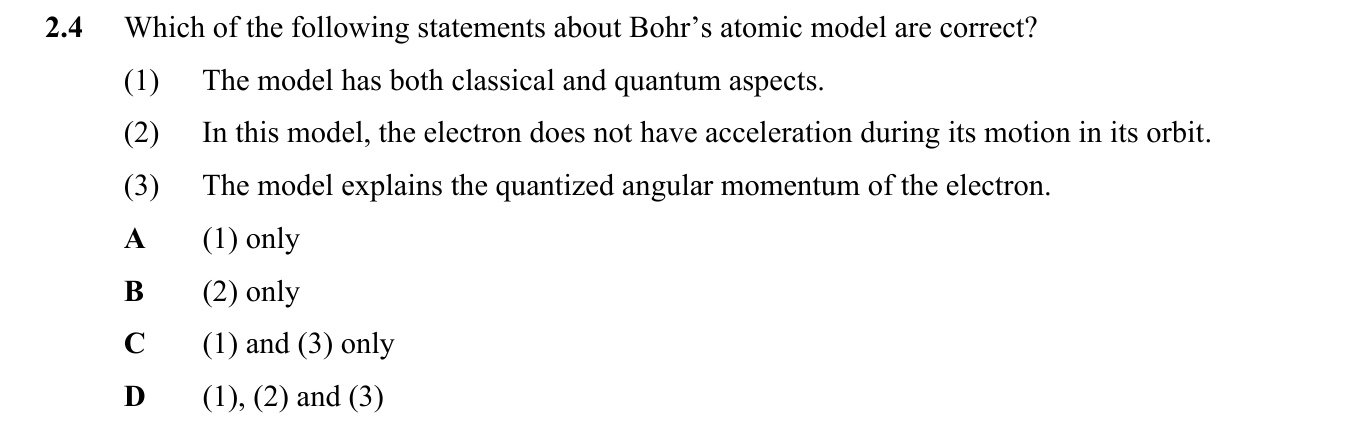 2.4 Which of the following statements about Bohr’s atomic model are correct?
(1) The model has both classical and quantum aspects.
(2) In this model, the electron does not have acceleration during its motion in its orbit.
(3) The model explains the quantized angular momentum of the electron.
A (1) only
B (2) only
C (1) and (3) only
D (1), (2) and (3)